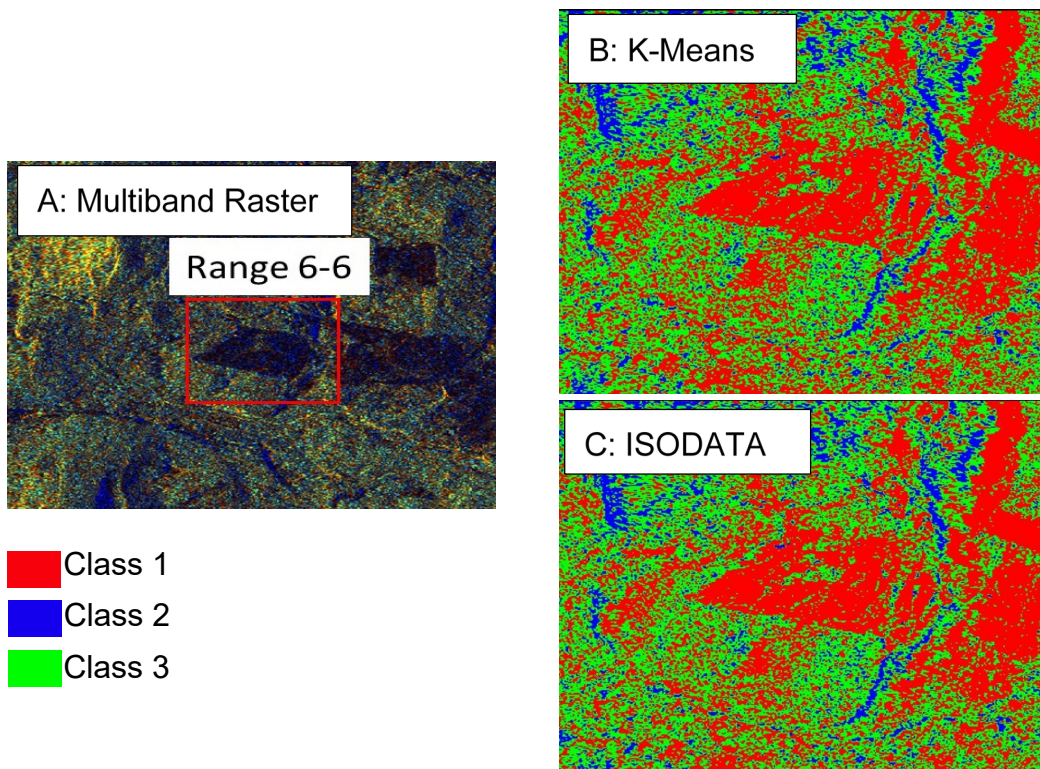 A: Multiband Raster
Range 6-6
Class 1
Class 2
Class 3
B: K-Means
C: ISODATA